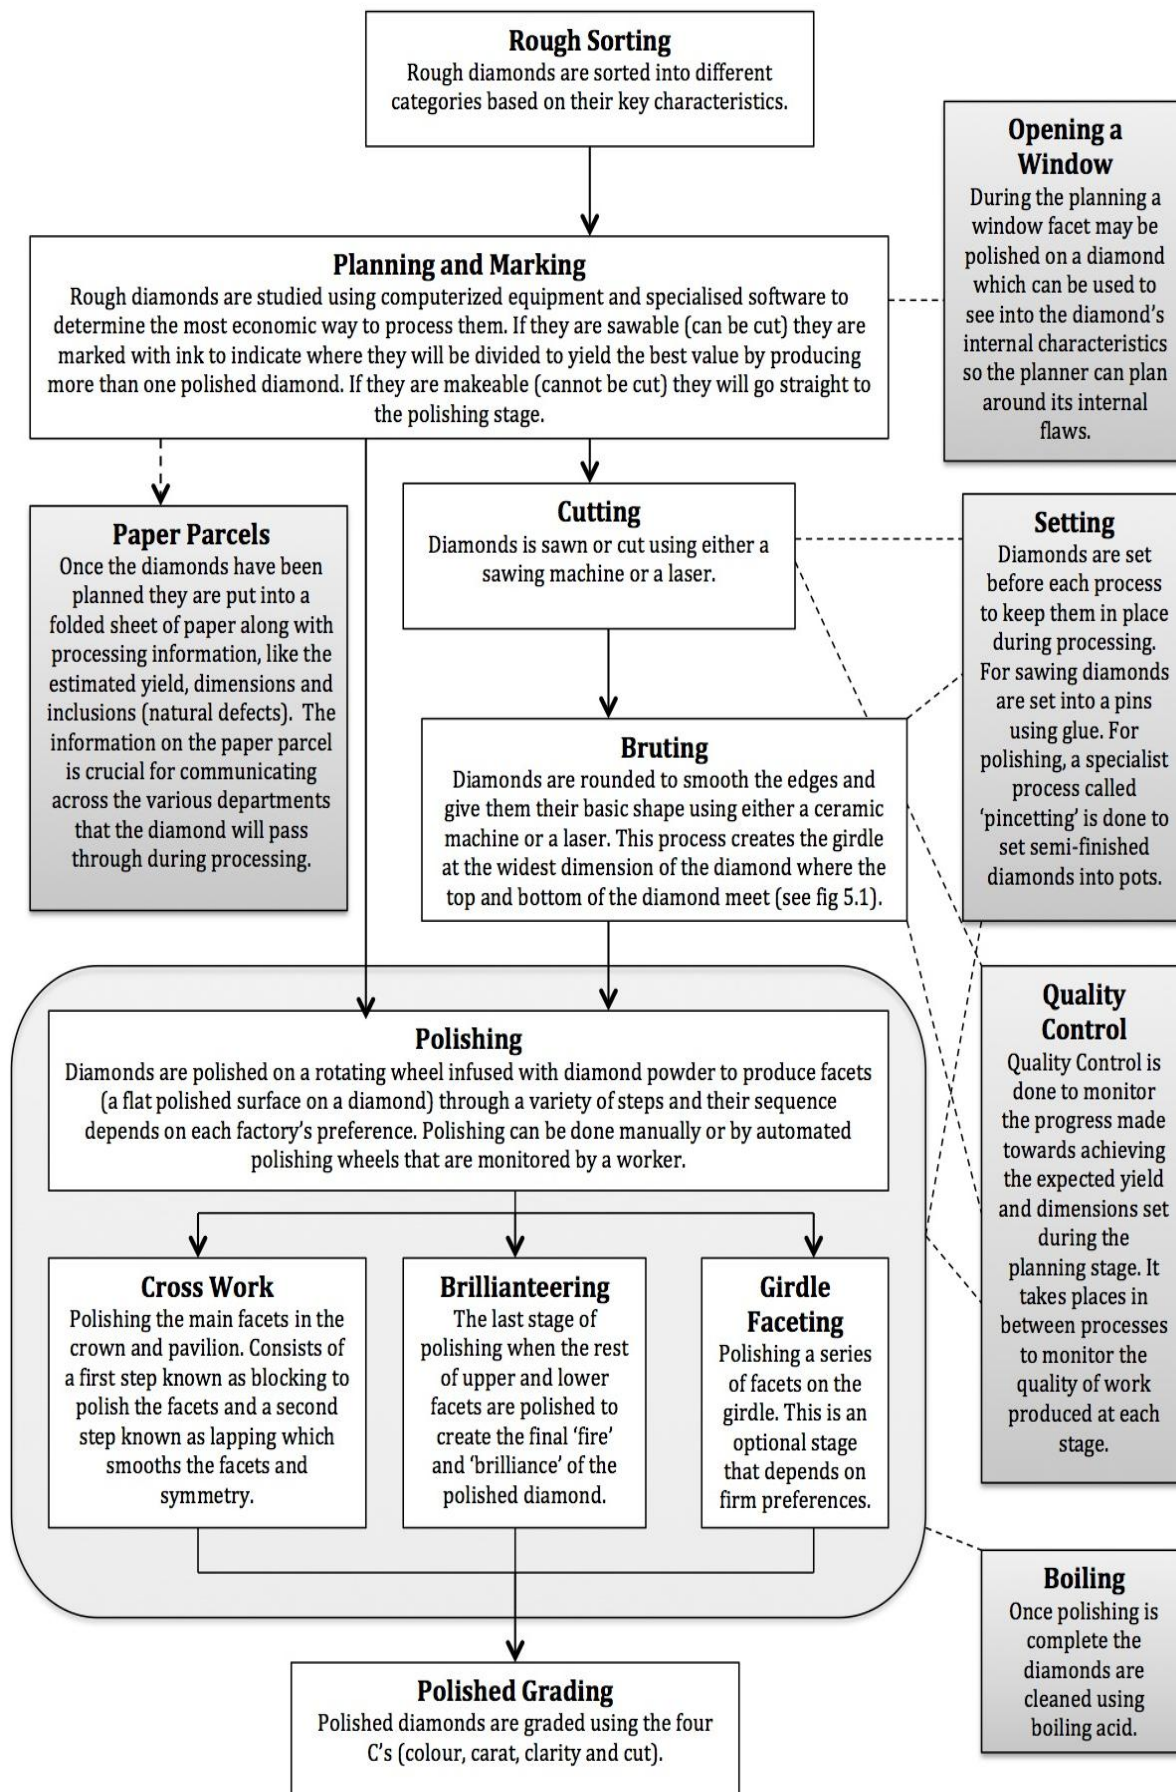 Rough Sorting
Rough diamonds are sorted into different
categories based on their key characteristics.
Opening a
Window
During the planning a
window facet may be
polished on a diamond
which can be used to
see into the diamond's
internal characteristics
so the planner can plan
around its internal
flaws.
Planning and Marking
Rough diamonds are studied using computerized equipment and specialised software to
determine the most economic way to process them. If they are sawable (can be cut) they are
marked with ink to indicate where they will be divided to yield the best value by producing
more than one polished diamond. If they are makeable (cannot be cut) they will go straight to
the polishing stage.
Paper Parcels
Once the diamonds have been
planned they are put into a
folded sheet of paper along with
processing information, like the
estimated yield, dimensions and
inclusions (natural defects).  The
information on the paper parcel
is crucial for communicating
across the various departments
that the diamond will pass
through during processing.
Cutting
Diamonds is sawn or cut using either a
sawing machine or a laser.
Setting
Diamonds are set
before each process
to keep them in place
during processing.
For sawing diamonds
are set into a pins
using glue. For
polishing, a specialist
process called
'pincetting' is done to
set semi-finished
diamonds into pots.
Bruting
Diamonds are rounded to smooth the edges and
give them their basic shape using either a ceramic
machine or a laser. This process creates the girdle
at the widest dimension of the diamond where the
top and bottom of the diamond meet (see fig 5.1).
Quality
Control
Quality Control is
done to monitor
the progress made
towards achieving
the expected yield
and dimensions set
during the
planning stage. It
takes places in
between processes
to monitor the
quality of work
produced at each
stage.
Polishing
Diamonds are polished on a rotating wheel infused with diamond powder to produce facets
(a flat polished surface on a diamond) through a variety of steps and their sequence
depends on each factory's preference. Polishing can be done manually or by automated
polishing wheels that are monitored by a worker.
Cross Work
Polishing the main facets in the
crown and pavilion. Consists of
a first step known as blocking to
polish the facets and a second
step known as lapping which
smooths the facets and
symmetry.
Brillianteering
The last stage of
polishing when the rest
of upper and lower
facets are polished to
create the final 'fire'
and 'brilliance' of the
polished diamond.
Girdle
Faceting
Polishing a series
of facets on the
girdle. This is an
optional stage
that depends on
firm preferences.
Boiling
Once polishing is
complete the
diamonds are
cleaned using
boiling acid.
Polished Grading
Polished diamonds are graded using the four
C's (colour, carat, clarity and cut).